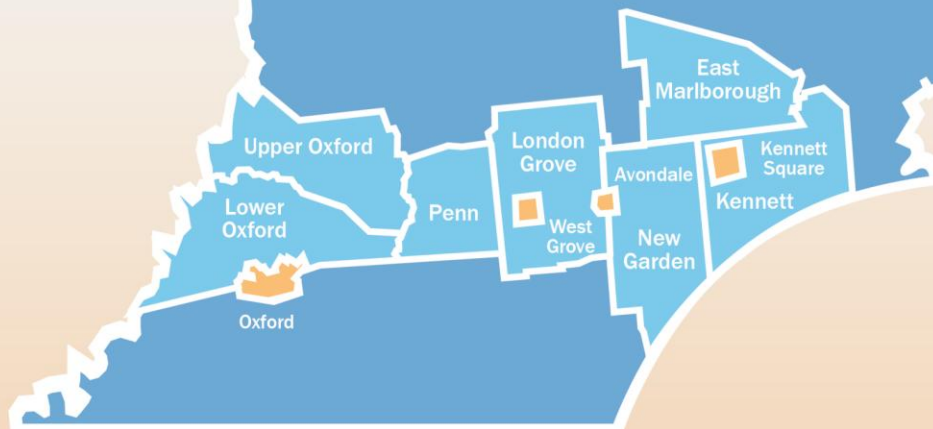 East
Marlborough
Upper Oxford
London
Grove
Kennett
Square
Avondale
Lower
Oxford
Penn
Kennett
West
Grove
New
Garden
Oxford